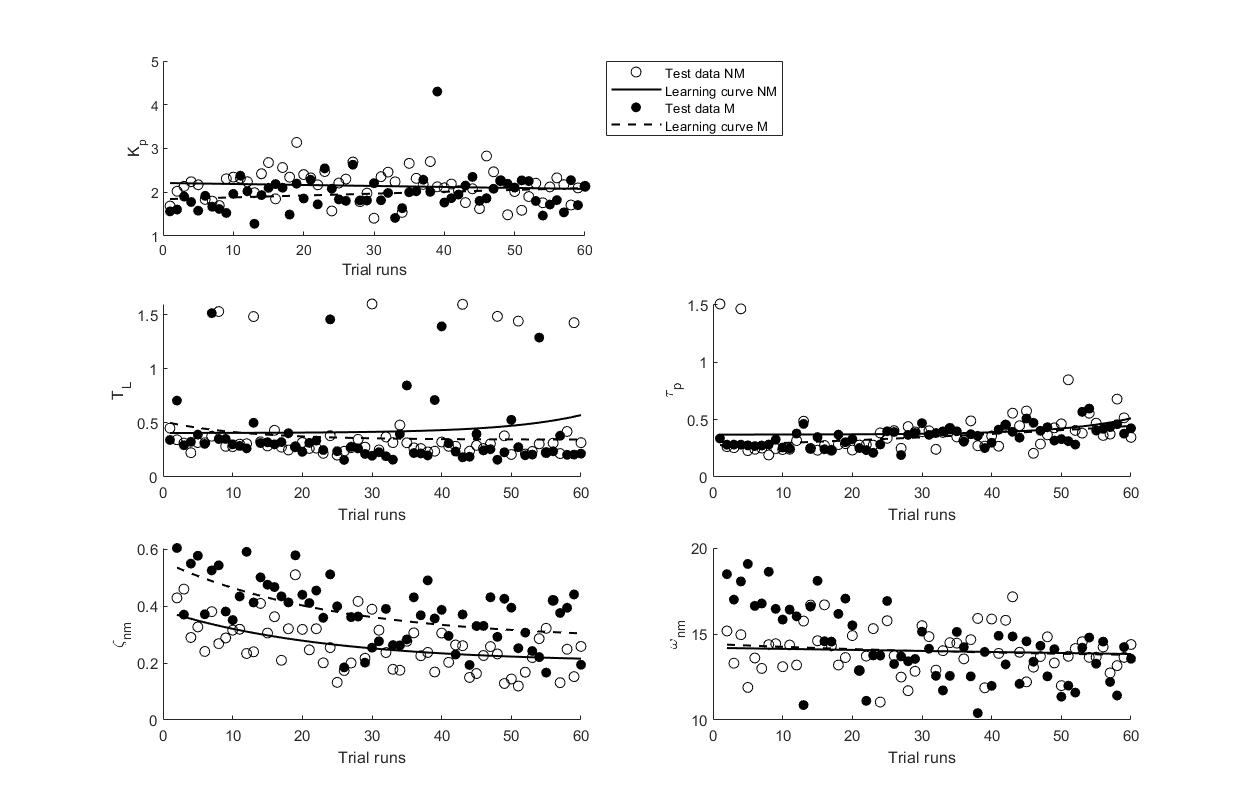 5
4
3
2
1
K_p
0 10 20 30 40 50 60
Trial runs
Test data NM
Learning curve NM
Test data M
Learning curve M
1.5
1
0.5
0
T_L
0 10 20 30 40 50 60
Trial runs
1.5
1
0.5
0
τ_p
0 10 20 30 40 50 60
Trial runs
0.6
0.4
0.2
0
ζ_nm
0 10 20 30 40 50 60
Trial runs
20
15
10
ω_nm
0 10 20 30 40 50 60
Trial runs